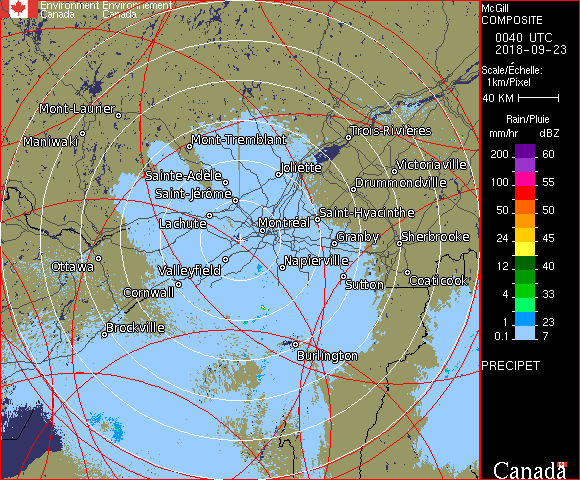 Environment Environnement
Canada Canada
McGill
COMPOSITE
0040 UTC
2018-09-23
Scale/Échelle:
1km/Pixel
40 KM
Rain/Pluie
mm/hr dBZ
200 60
100 55
50 50
24 45
12 40
4 33
1 23
0.1 7
PRECIPET
Canada
Mont-Laurier
Maniwaki
Mont-Tremblant
Trois-Rivières
Joliette
Victoriaville
Sainte-Adèle
Drummondville
Saint-Jérôme
Saint-Hyacinthe
Lachute
Montréal
Granby
Sherbrooke
Ottawa
Valleyfield
Napierville
Cornwall
Sutton
Coaticook
Brockville
Burlington